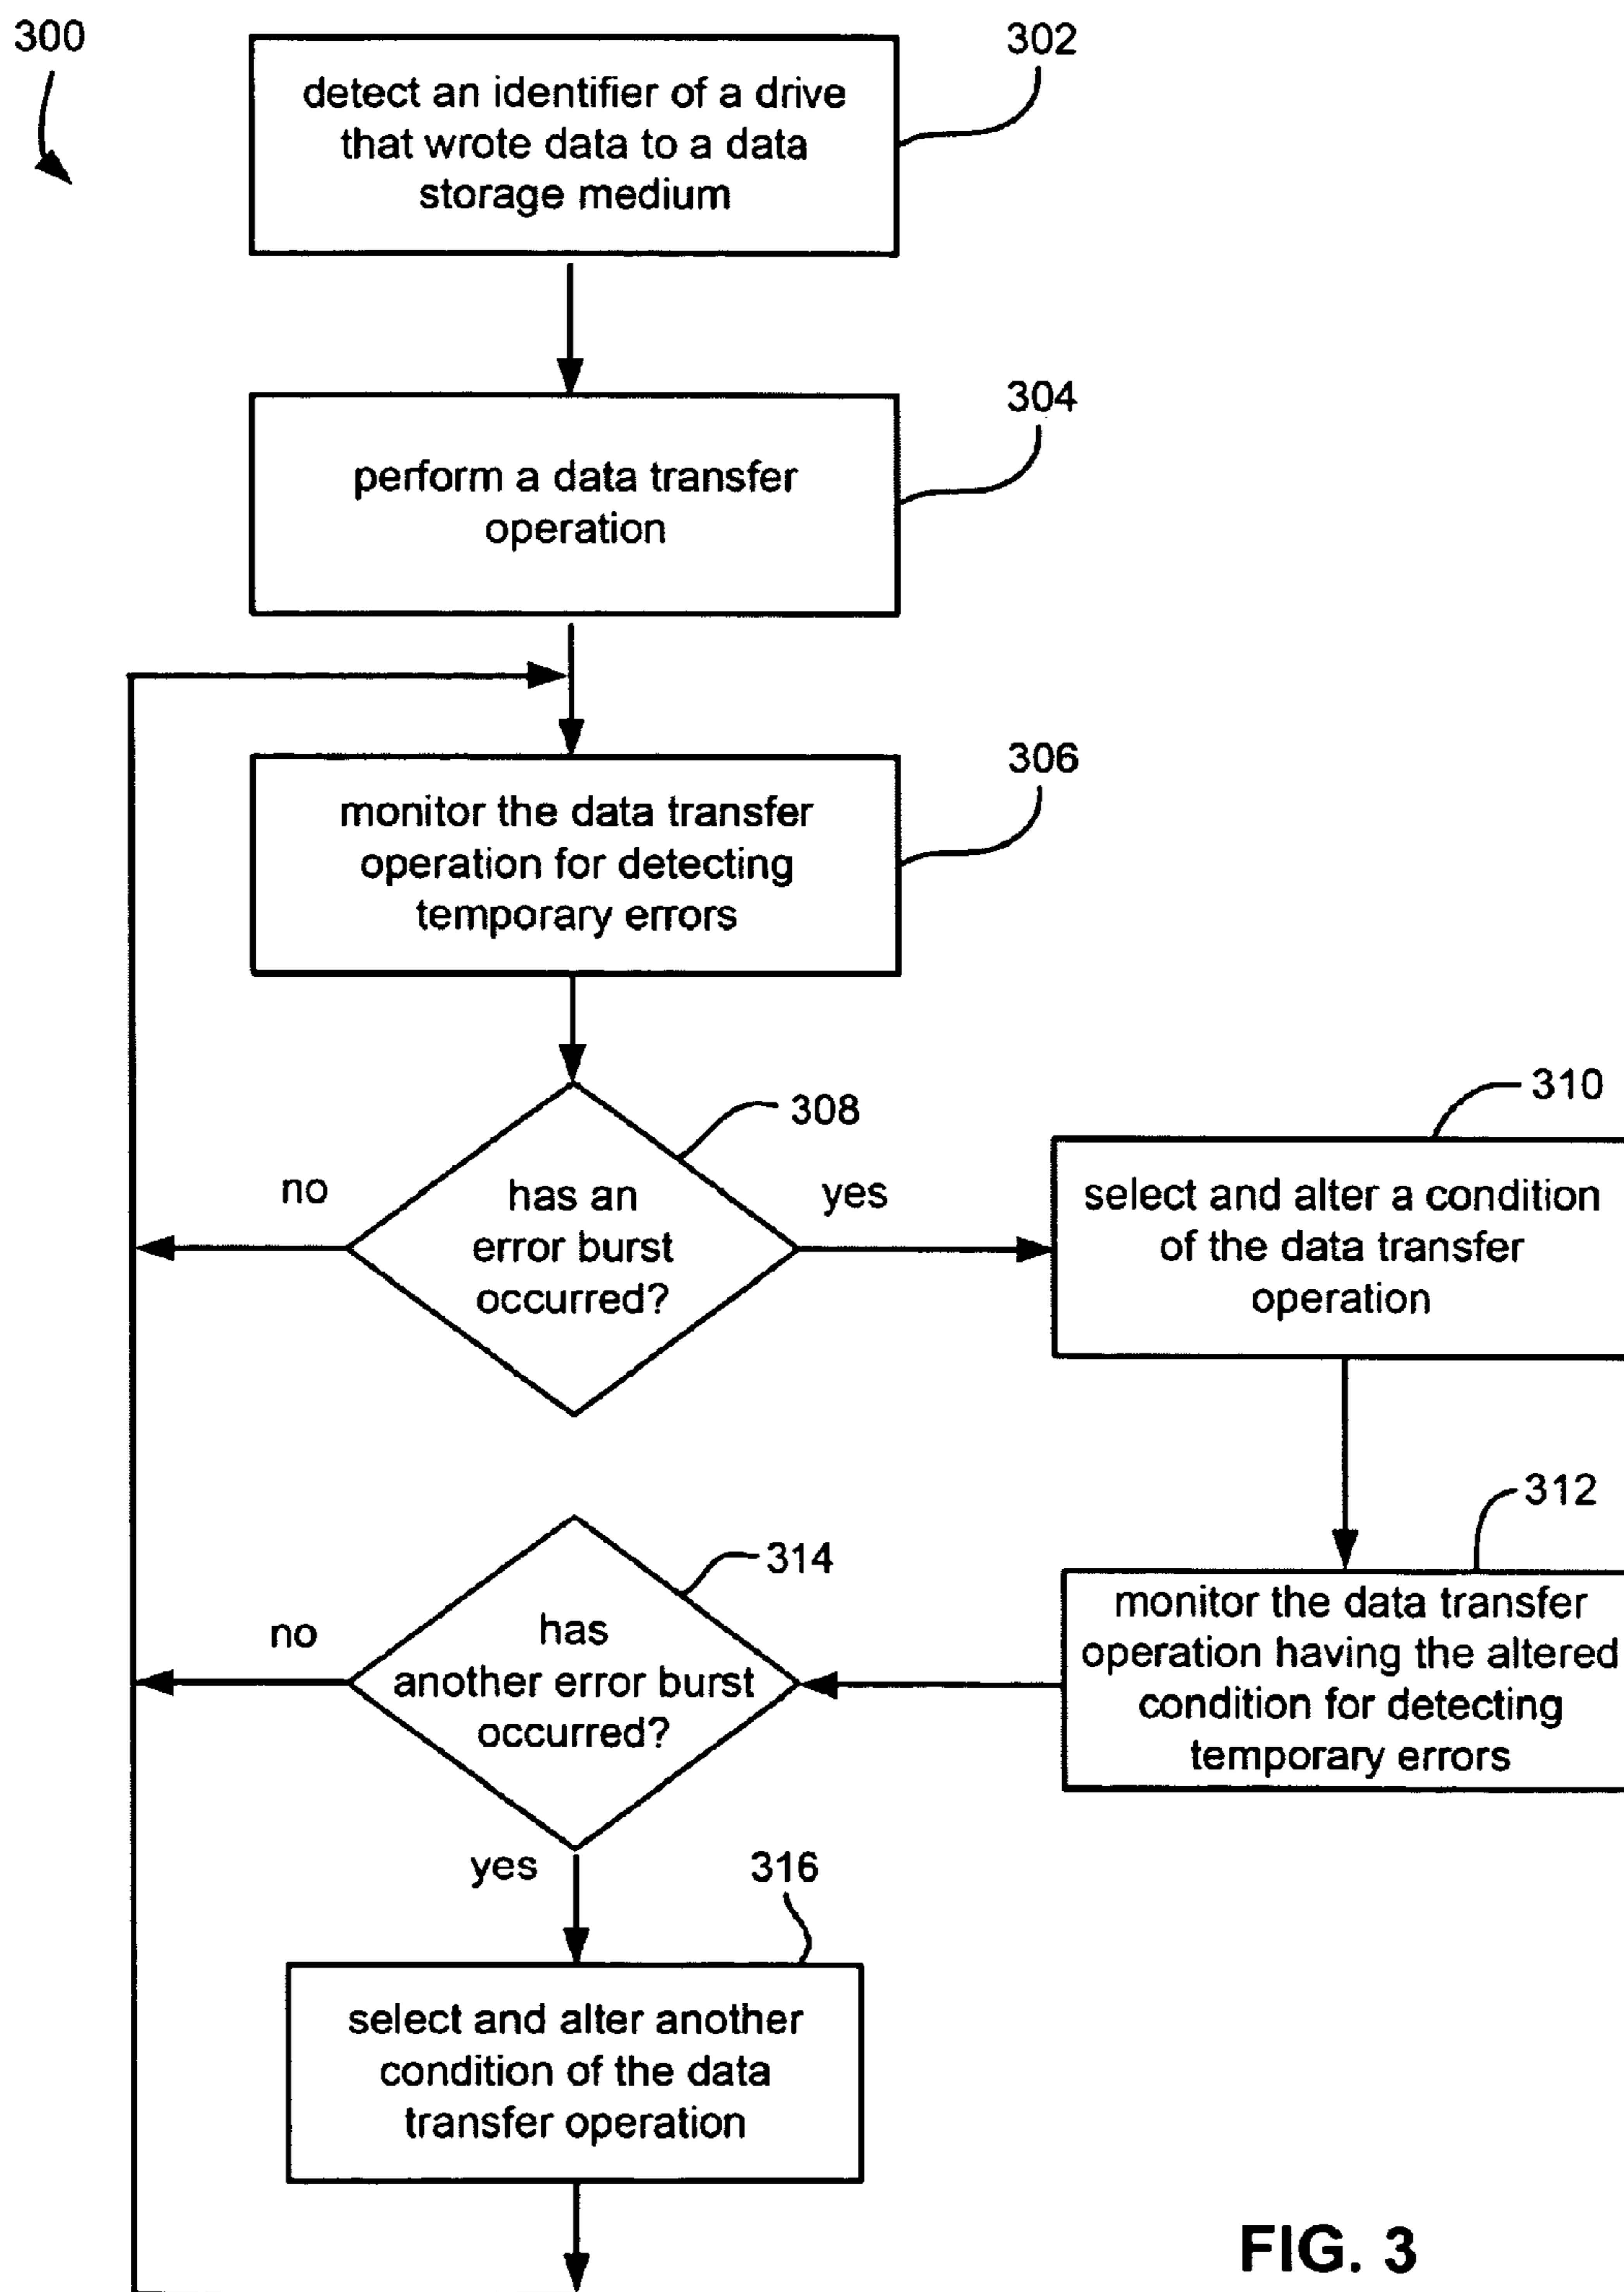 300
302
detect an identifier of a drive
that wrote data to a data
storage medium
304
perform a data transfer
operation
306
monitor the data transfer
operation for detecting
temporary errors
308
no
has an
error burst
occurred?
yes
310
select and alter a condition
of the data transfer
operation
312
monitor the data transfer
operation having the altered
condition for detecting
temporary errors
314
no
has
another error burst
occurred?
yes
316
select and alter another
condition of the data
transfer operation
FIG. 3